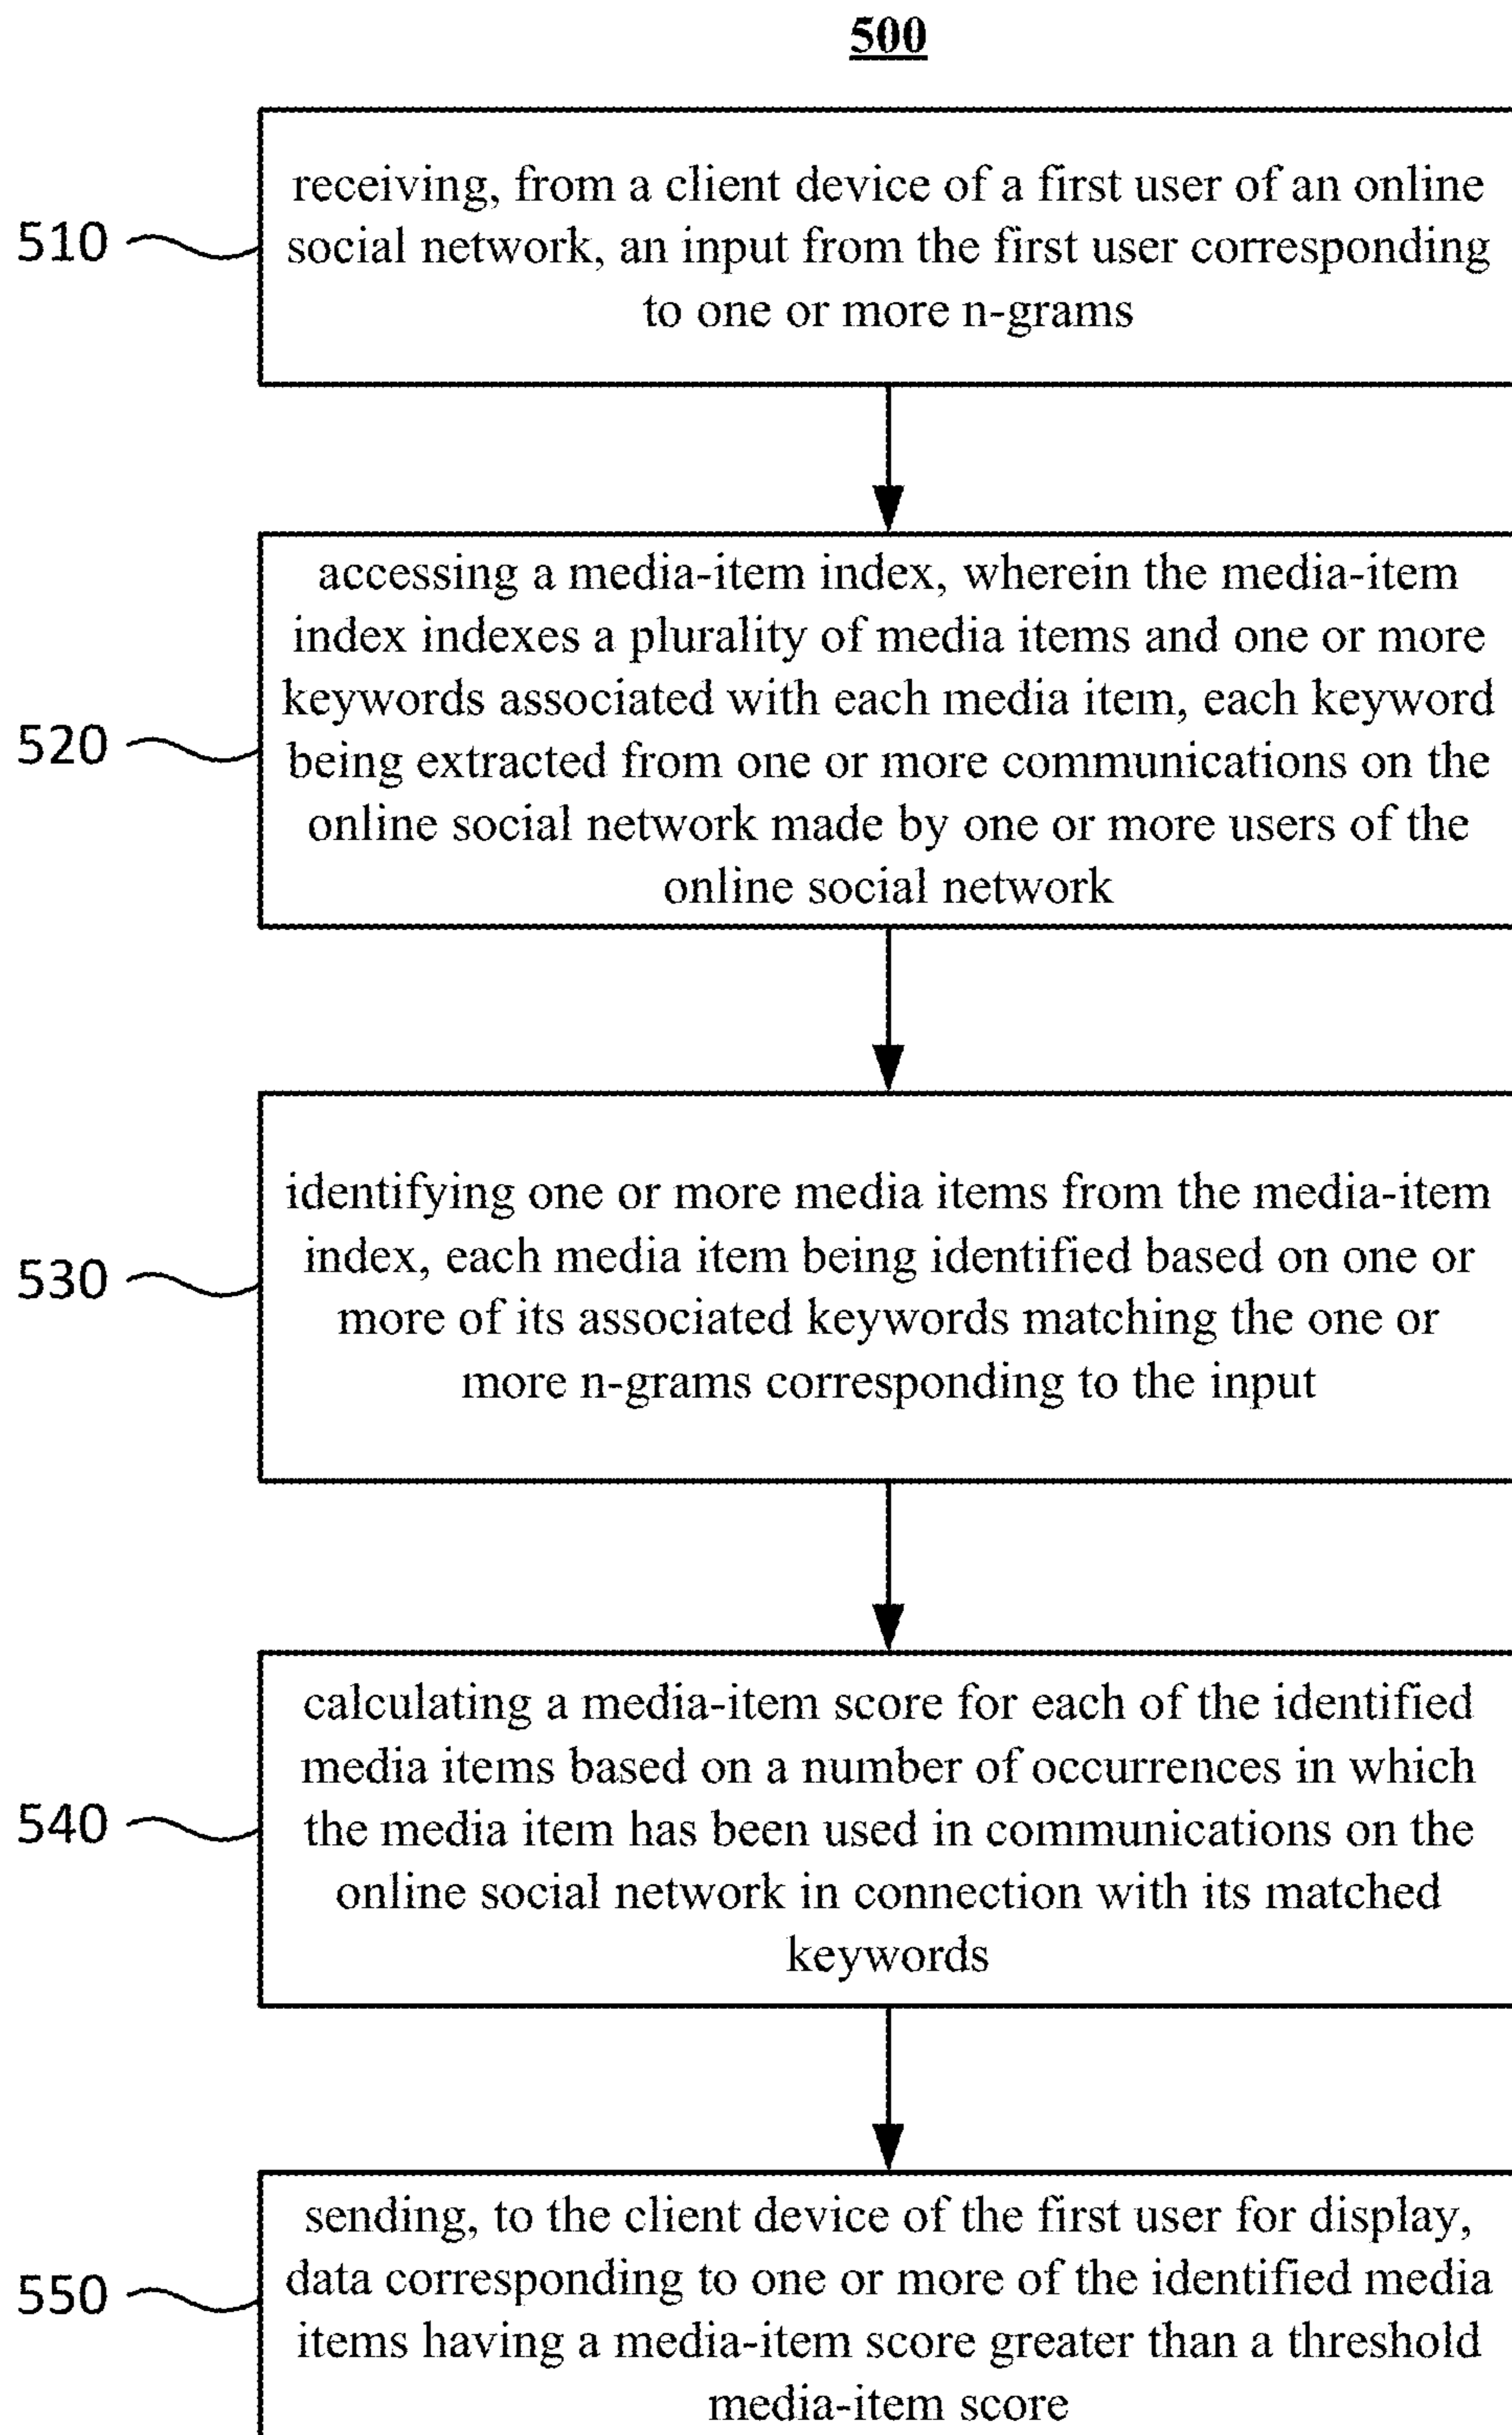 500
receiving, from a client device of a first user of an online
social network, an input from the first user corresponding
to one or more n-grams
510
accessing a media-item index, wherein the media-item
index indexes a plurality of media items and one or more
keywords associated with each media item, each keyword
being extracted from one or more communications on the
online social network made by one or more users of the
online social network
520
identifying one or more media items from the media-item
index, each media item being identified based on one or
more of its associated keywords matching the one or
more n-grams corresponding to the input
530
calculating a media-item score for each of the identified
media items based on a number of occurrences in which
the media item has been used in communications on the
online social network in connection with its matched
keywords
540
sending, to the client device of the first user for display,
data corresponding to one or more of the identified media
items having a media-item score greater than a threshold
media-item score
550